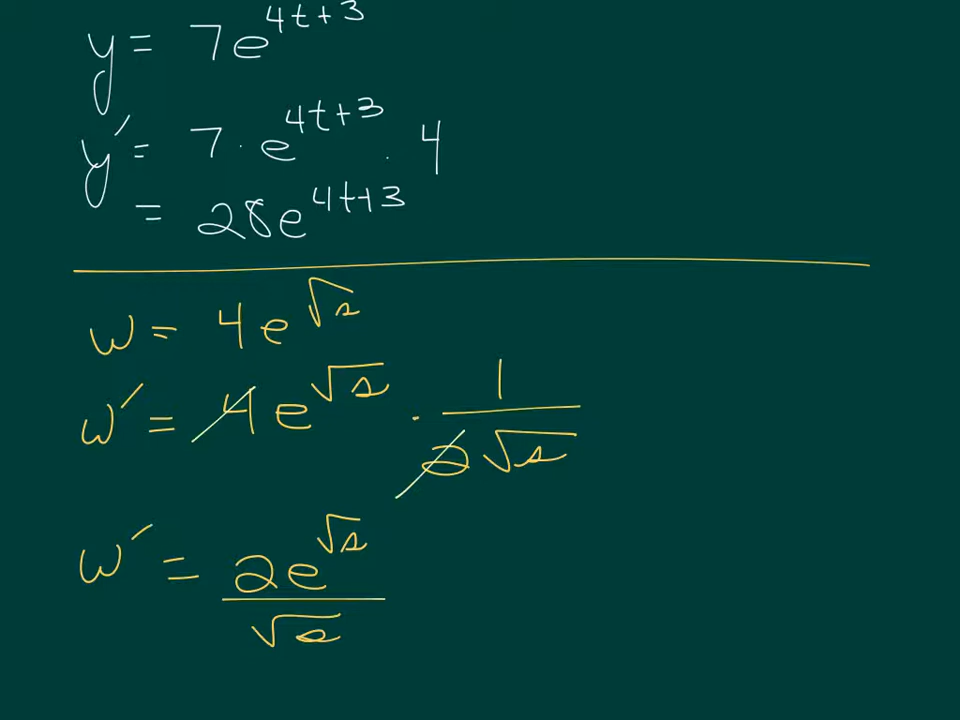 y = 7e^{4t+3}
y′ = 7 · e^{4t+3} · 4
= 28e^{4t+3}
w = 4e^{√s}
w′ = 4e^{√s} · 1/(2√s)
w′ = 2e^{√s}/√s